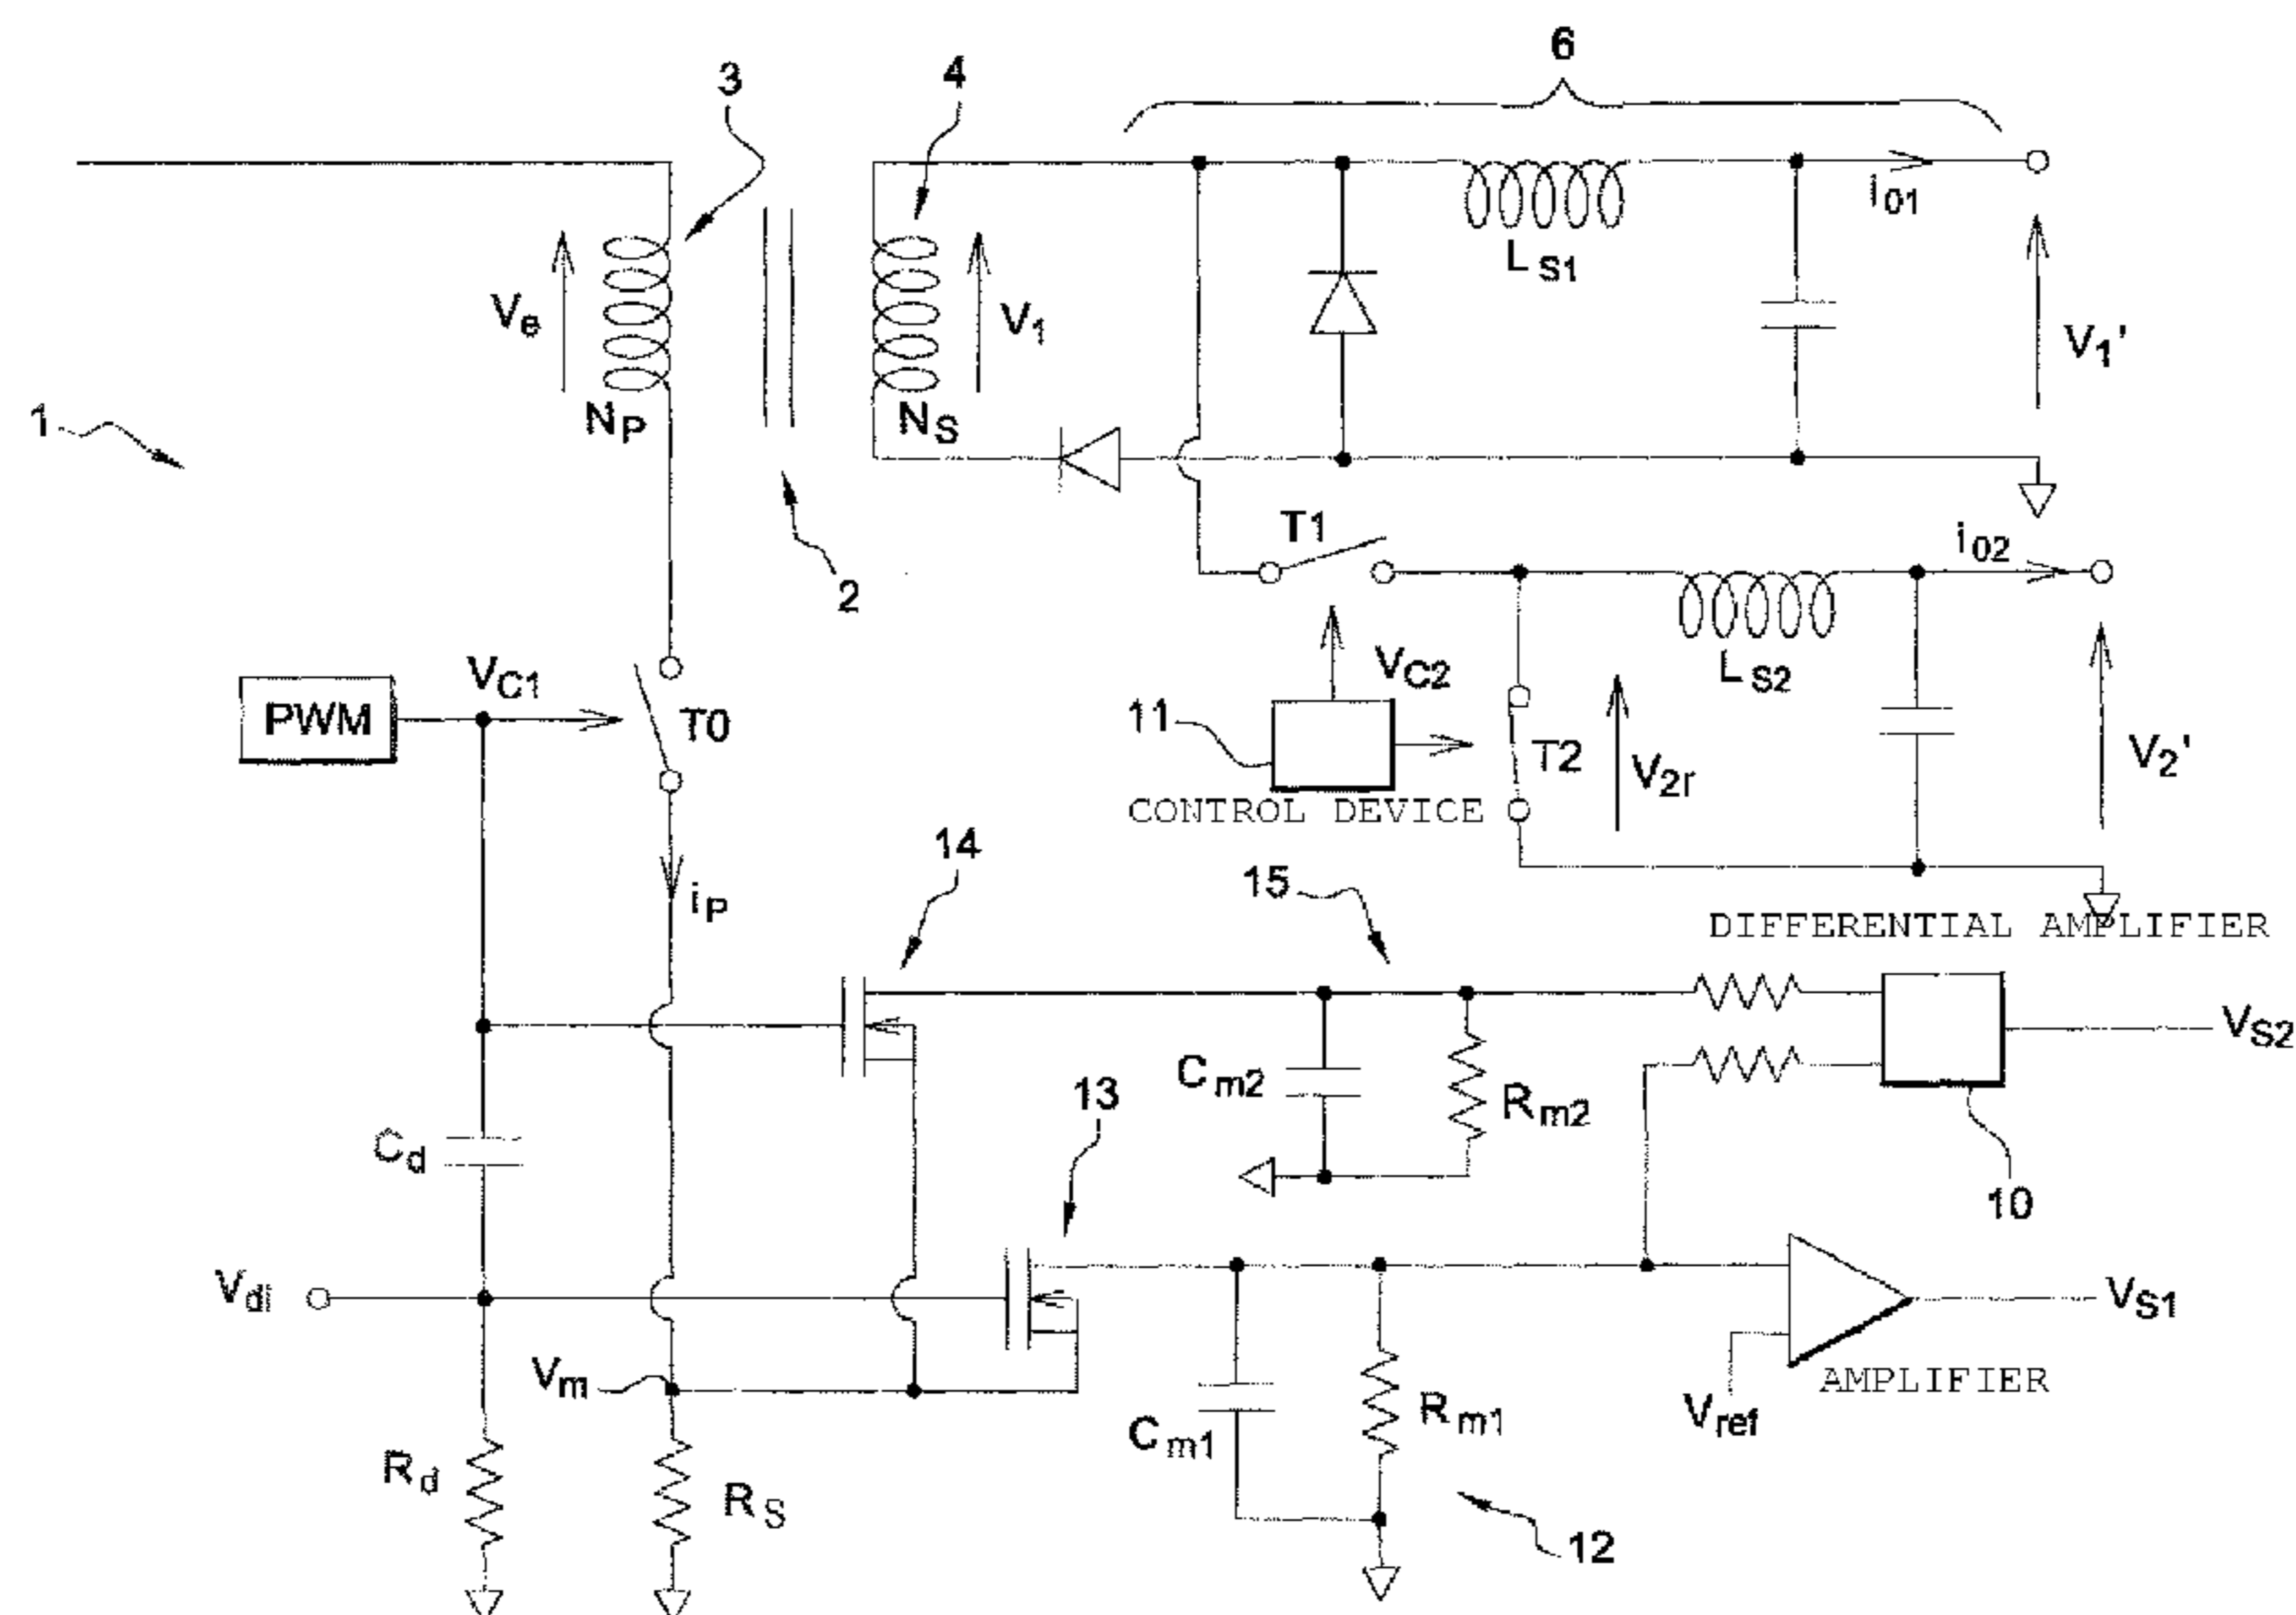 6
3
4
i01
LS1
Ve
V1
V1'
NP
NS
1
T1
i02
2
VC1
VC2
LS2
PWM
T0
11
T2
V2r
V2'
CONTROL DEVICE
14
15
iP
DIFFERENTIAL AMPLIFIER
VS2
13
Cm2
Rm2
Cd
10
Vdi
VS1
Vm
AMPLIFIER
Cm1
Rm1
Vref
Rd
RS
12